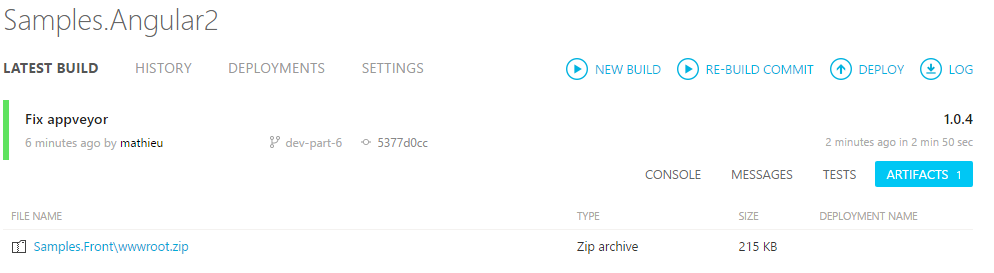 Samples.Angular2
LATEST BUILD HISTORY DEPLOYMENTS SETTINGS NEW BUILD RE-BUILD COMMIT DEPLOY LOG
Fix appveyor 1.0.4
6 minutes ago by mathieu dev-part-6 5377d0cc 2 minutes ago in 2 min 50 sec
CONSOLE MESSAGES TESTS ARTIFACTS 1
FILE NAME TYPE SIZE DEPLOYMENT NAME
Samples.Front\wwwroot.zip Zip archive 215 KB